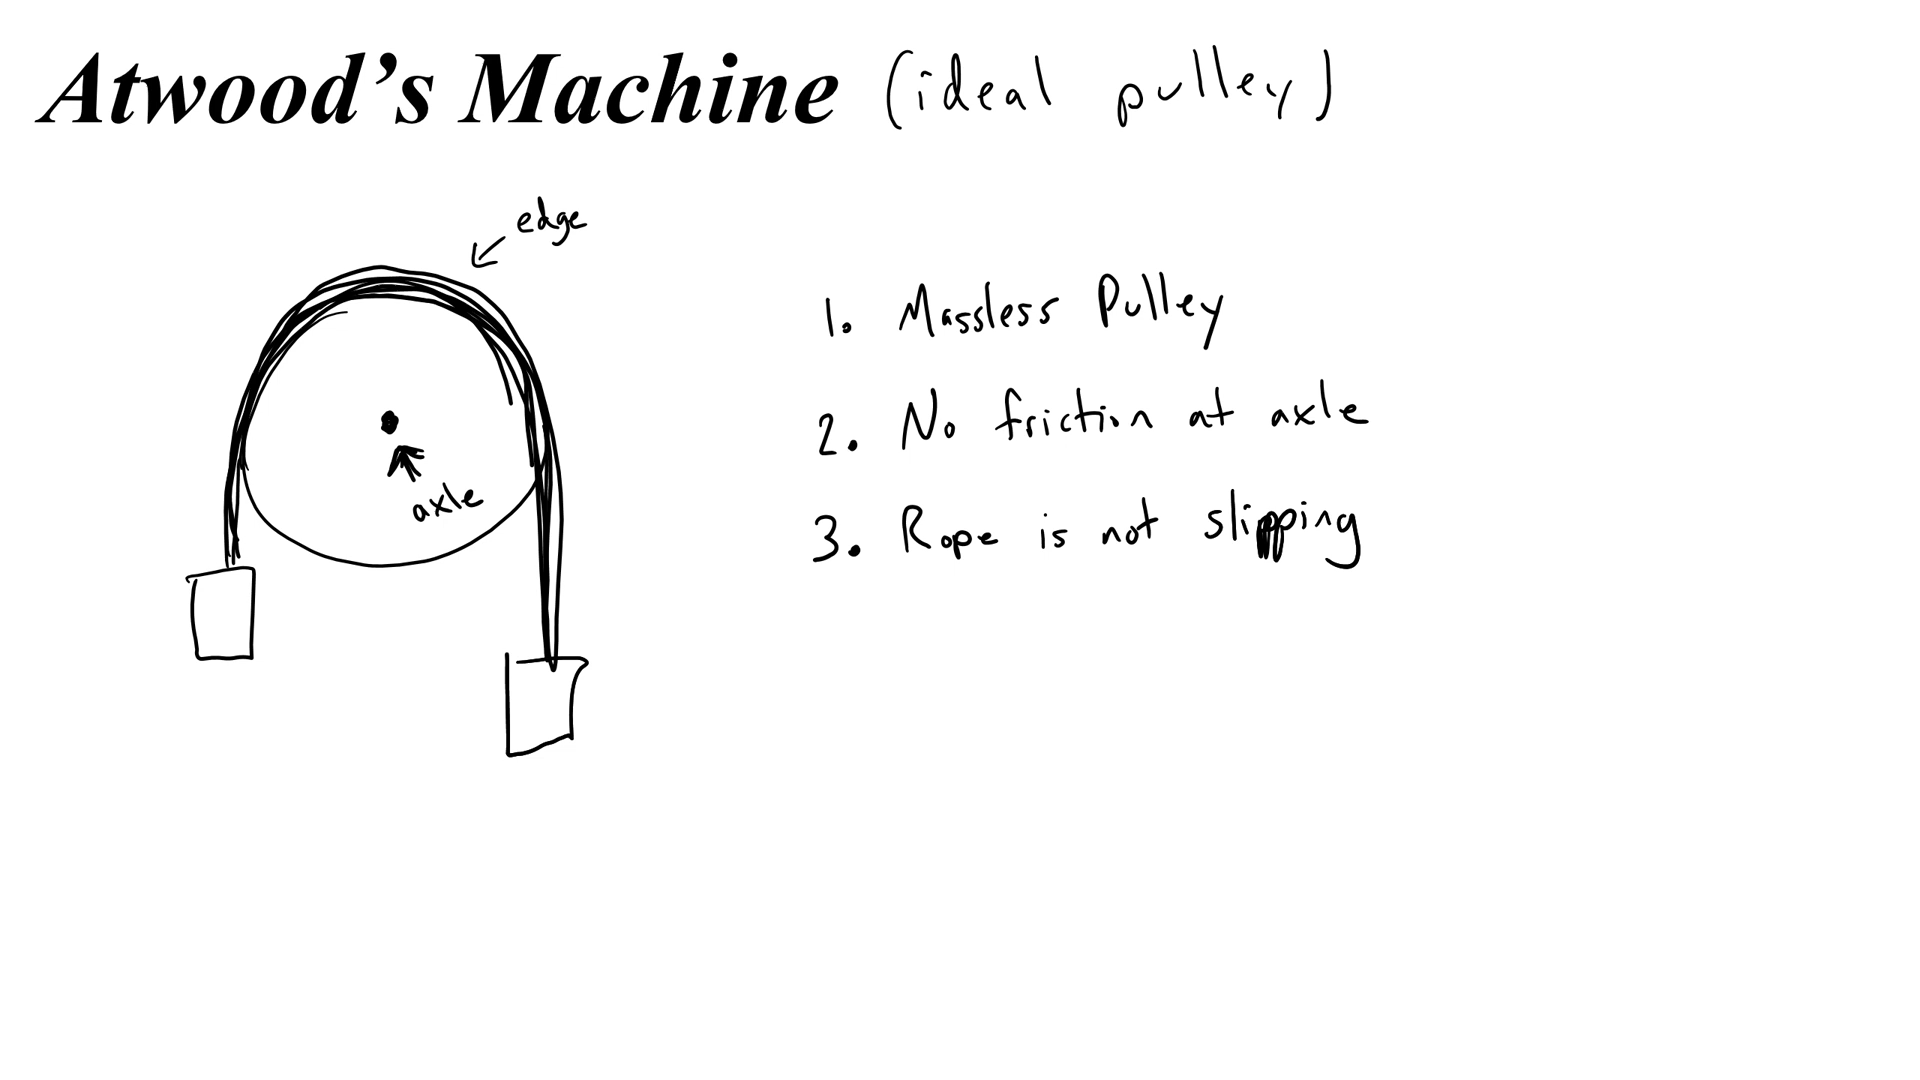 Atwood’s Machine (ideal pulley)
edge
axle
1. Massless Pulley
2. No friction at axle
3. Rope is not slipping